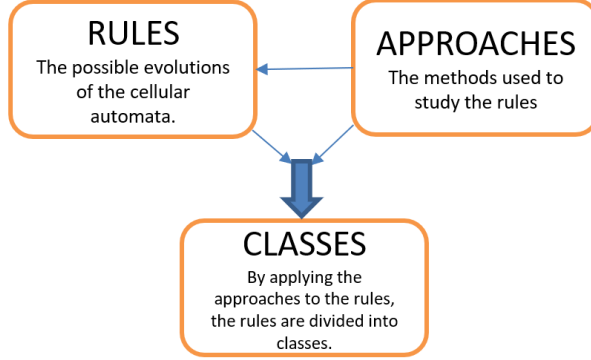 RULES
The possible evolutions
of the cellular
automata.
APPROACHES
The methods used to
study the rules
CLASSES
By applying the
approaches to the rules,
the rules are divided into
classes.